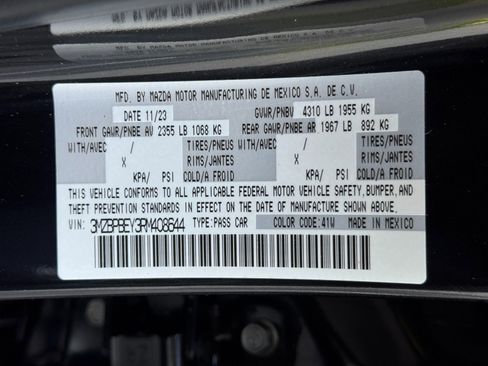 MFD. BY MAZDA MOTOR MANUFACTURING DE MEXICO S.A. DE C.V.
DATE 11/23 GVWR/PNBV 4310 LB 1955 KG
FRONT GAWR/PNBE AV 2355 LB 1068 KG REAR GAWR/PNBE AR 1967 LB 892 KG
WITH/AVEC / TIRES/PNEUS WITH/AVEC / TIRES/PNEUS
X RIMS/JANTES X RIMS/JANTES
KPA/ PSI COLD/A FROID KPA/ PSI COLD/A FROID
THIS VEHICLE CONFORMS TO ALL APPLICABLE FEDERAL MOTOR VEHICLE SAFETY, BUMPER, AND
THEFT PREVENTION STANDARDS IN EFFECT ON THE DATE OF MANUFACTURE SHOWN ABOVE.
VIN: 3MZBPBEY3RM408644 TYPE:PASS CAR COLOR CODE:41W MADE IN MEXICO